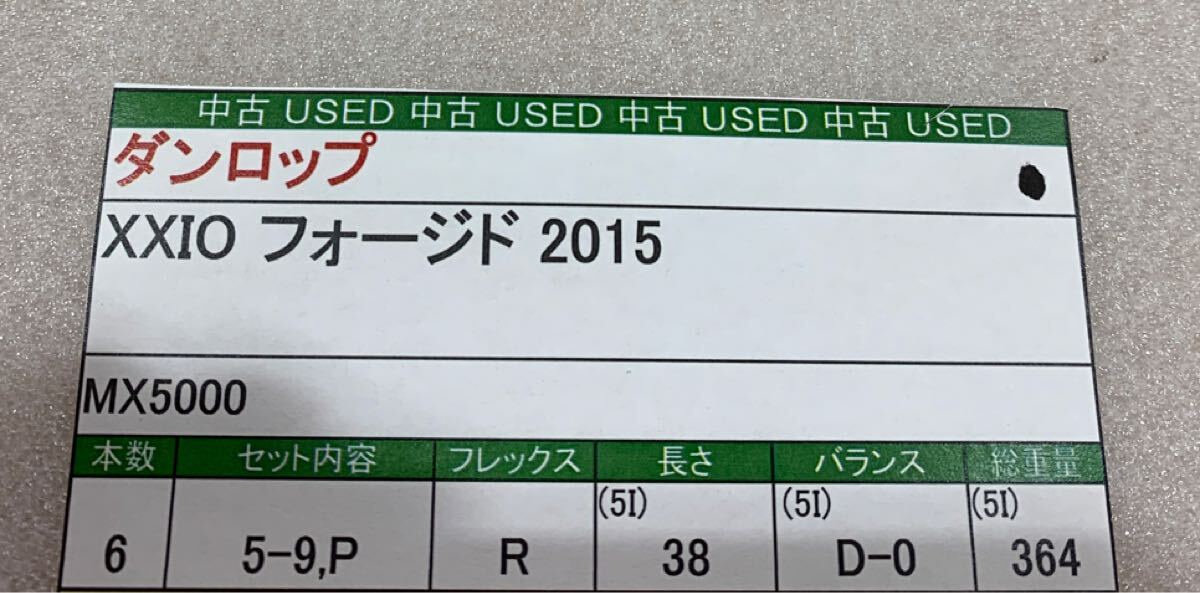 中古 USED 中古 USED 中古 USED 中古 USED
ダンロップ
XXIO フォージド 2015
MX5000
本数 セット内容 フレックス 長さ バランス 総重量
(5I) (5I) (5I)
6 5-9,P R 38 D-0 364